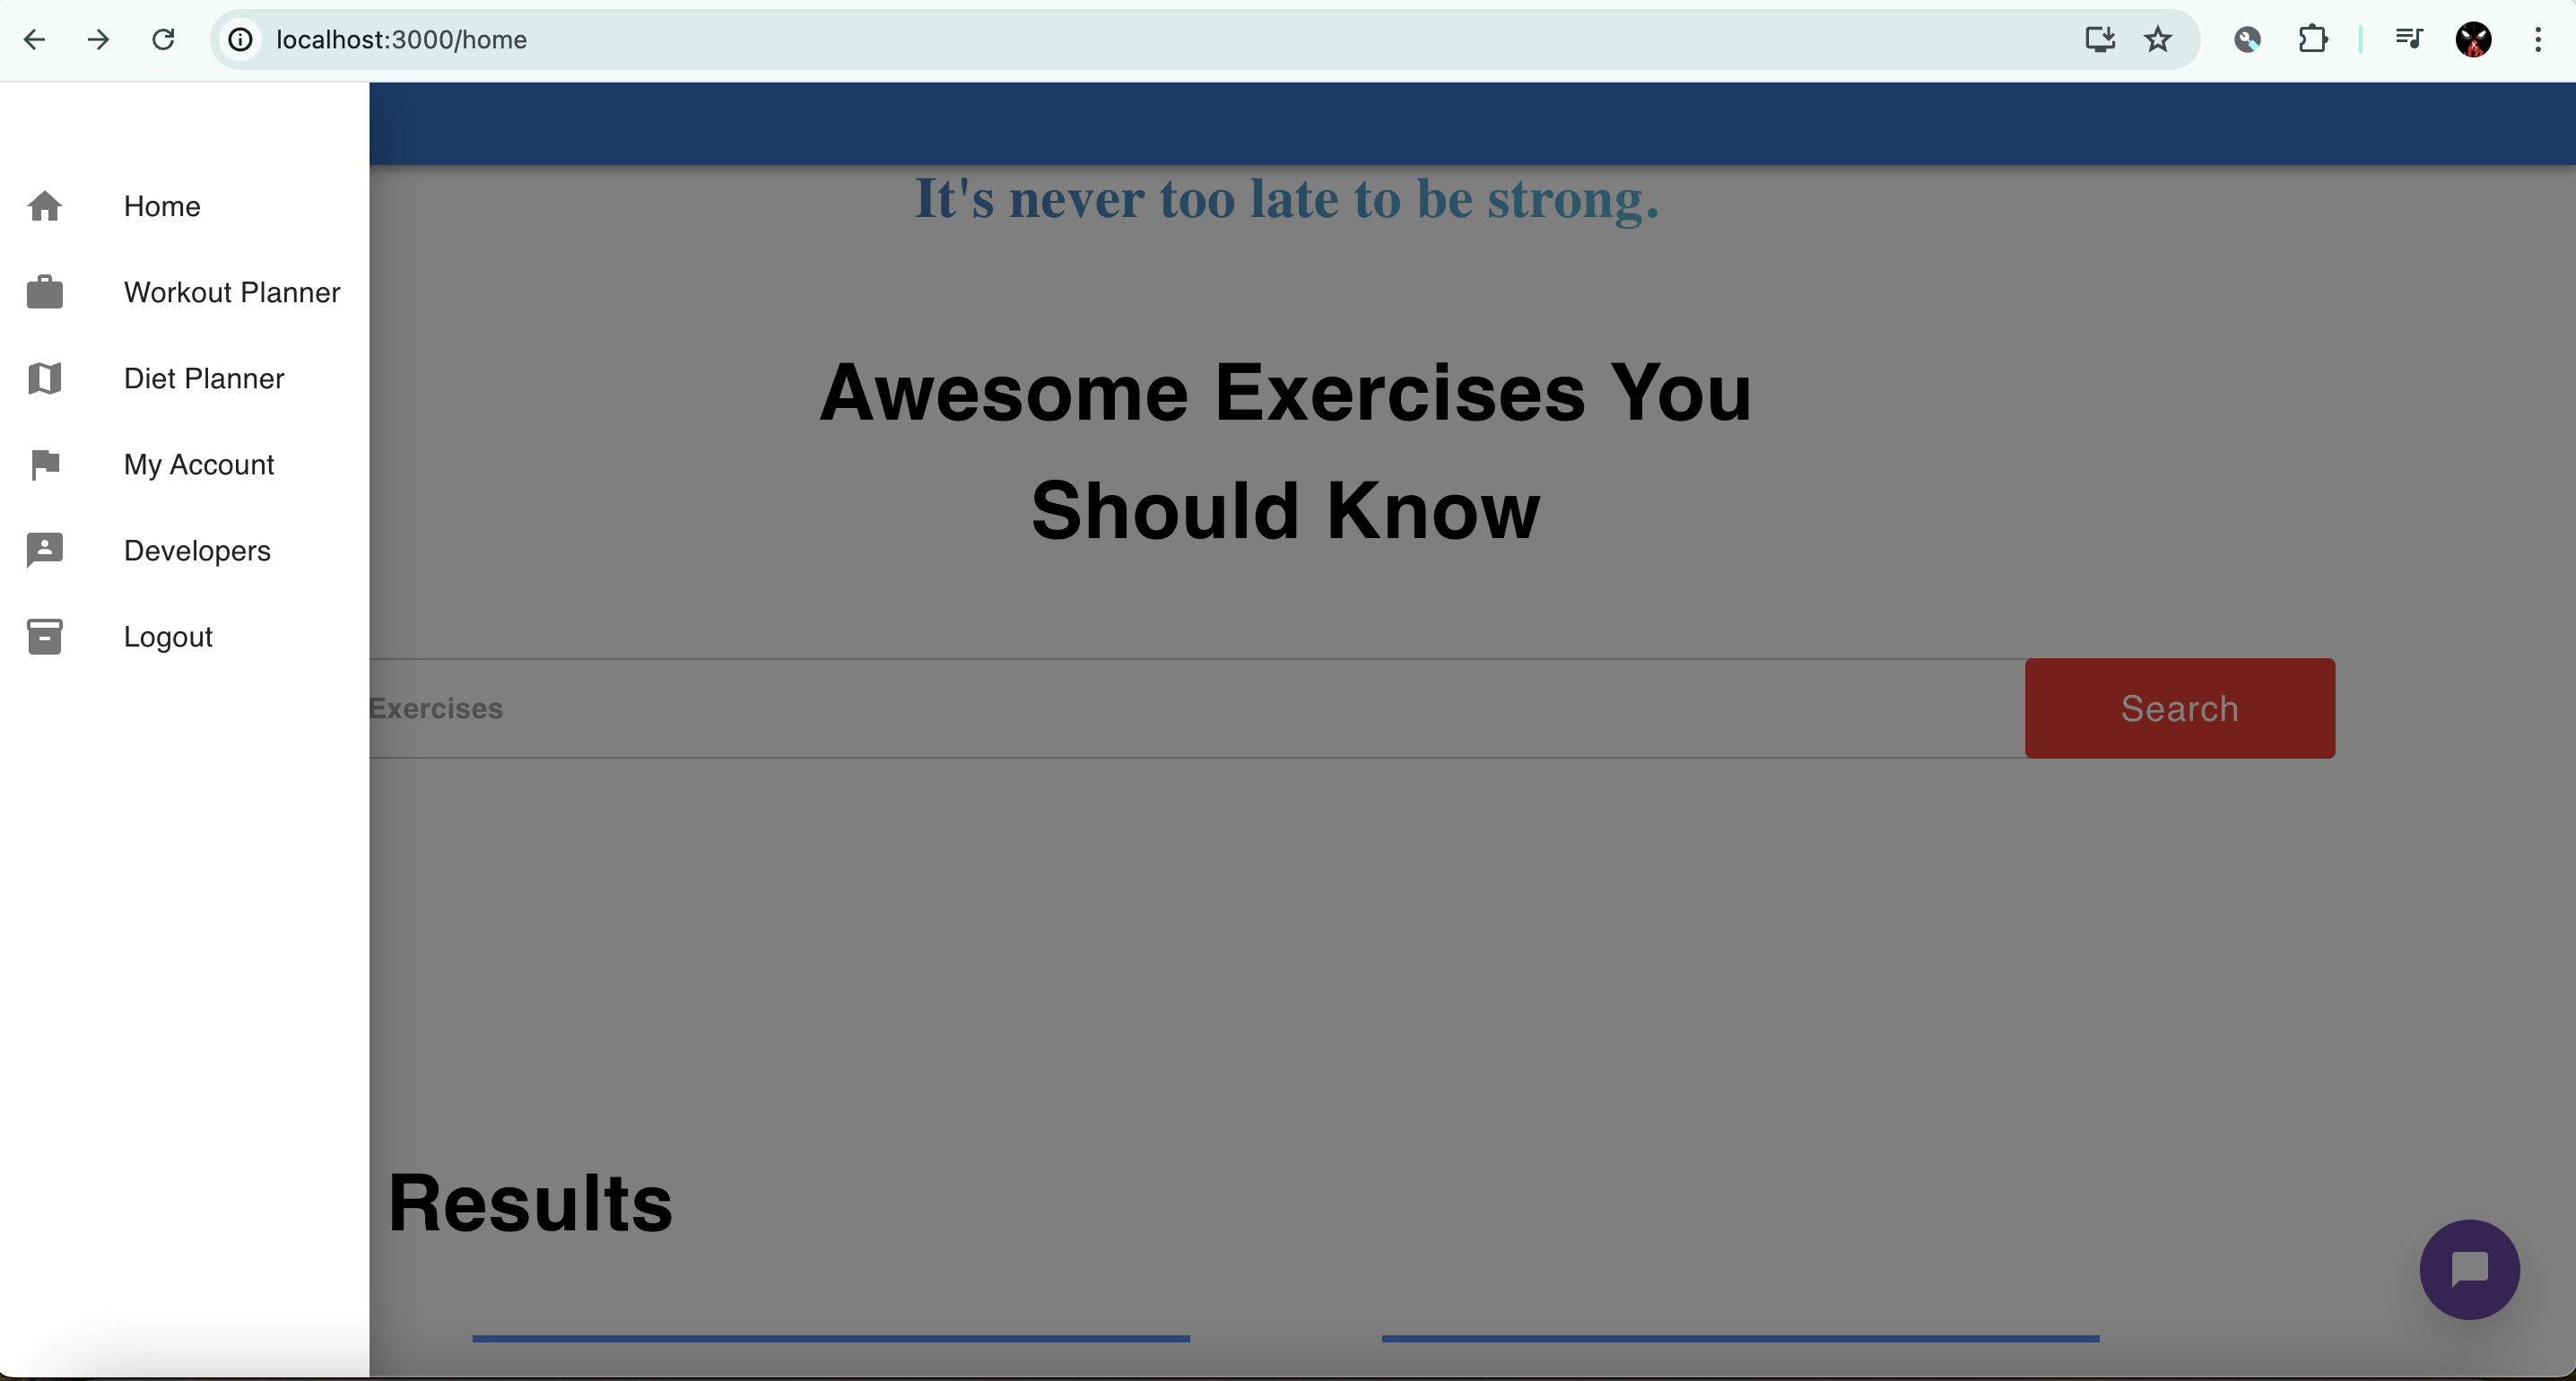 localhost:3000/home
Home
Workout Planner
Diet Planner
My Account
Developers
Logout
It's never too late to be strong.
Awesome Exercises You
Should Know
Exercises
Search
Results